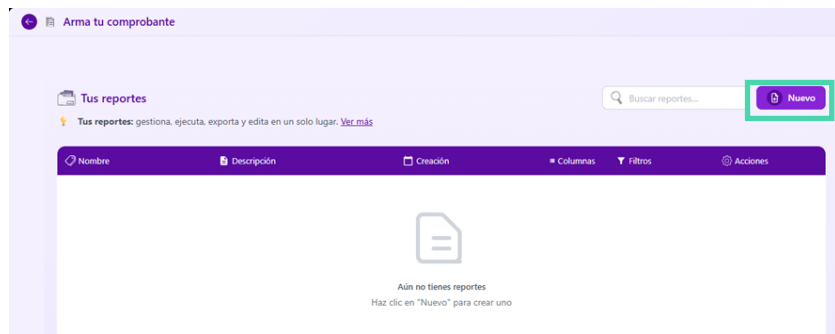 Arma tu comprobante
Tus reportes
Buscar reportes...
Nuevo
Tus reportes: gestiona, ejecuta, exporta y edita en un solo lugar. Ver más
Nombre Descripción Creación Columnas Filtros Acciones
Aún no tienes reportes
Haz clic en "Nuevo" para crear uno